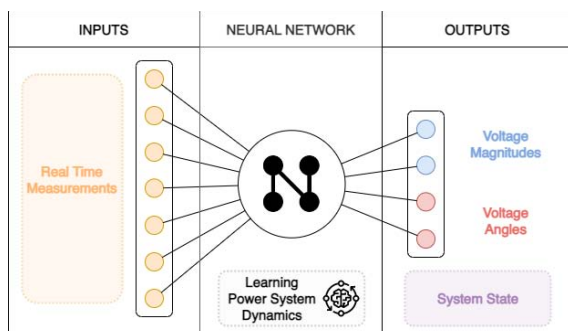 INPUTS
NEURAL NETWORK
OUTPUTS
Real Time
Measurements
Voltage
Magnitudes
Voltage
Angles
Learning
Power System
Dynamics
System State